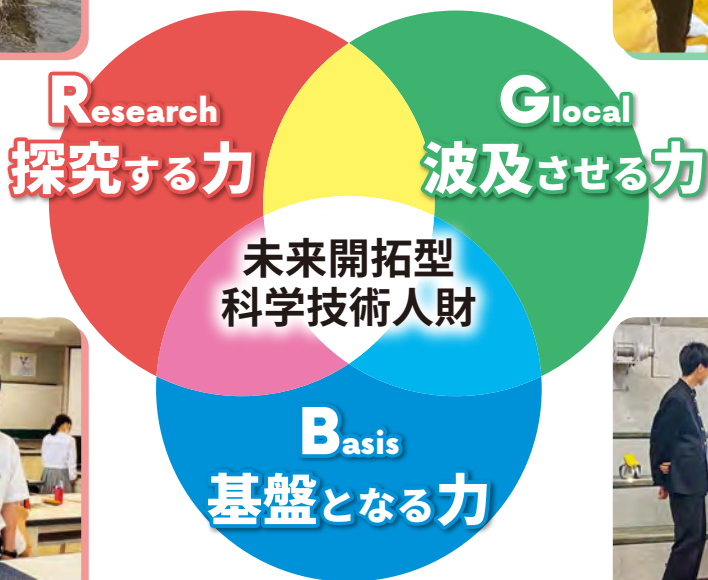 Research
探究する力
Glocal
波及させる力
未来開拓型
科学技術人財
Basis
基盤となる力